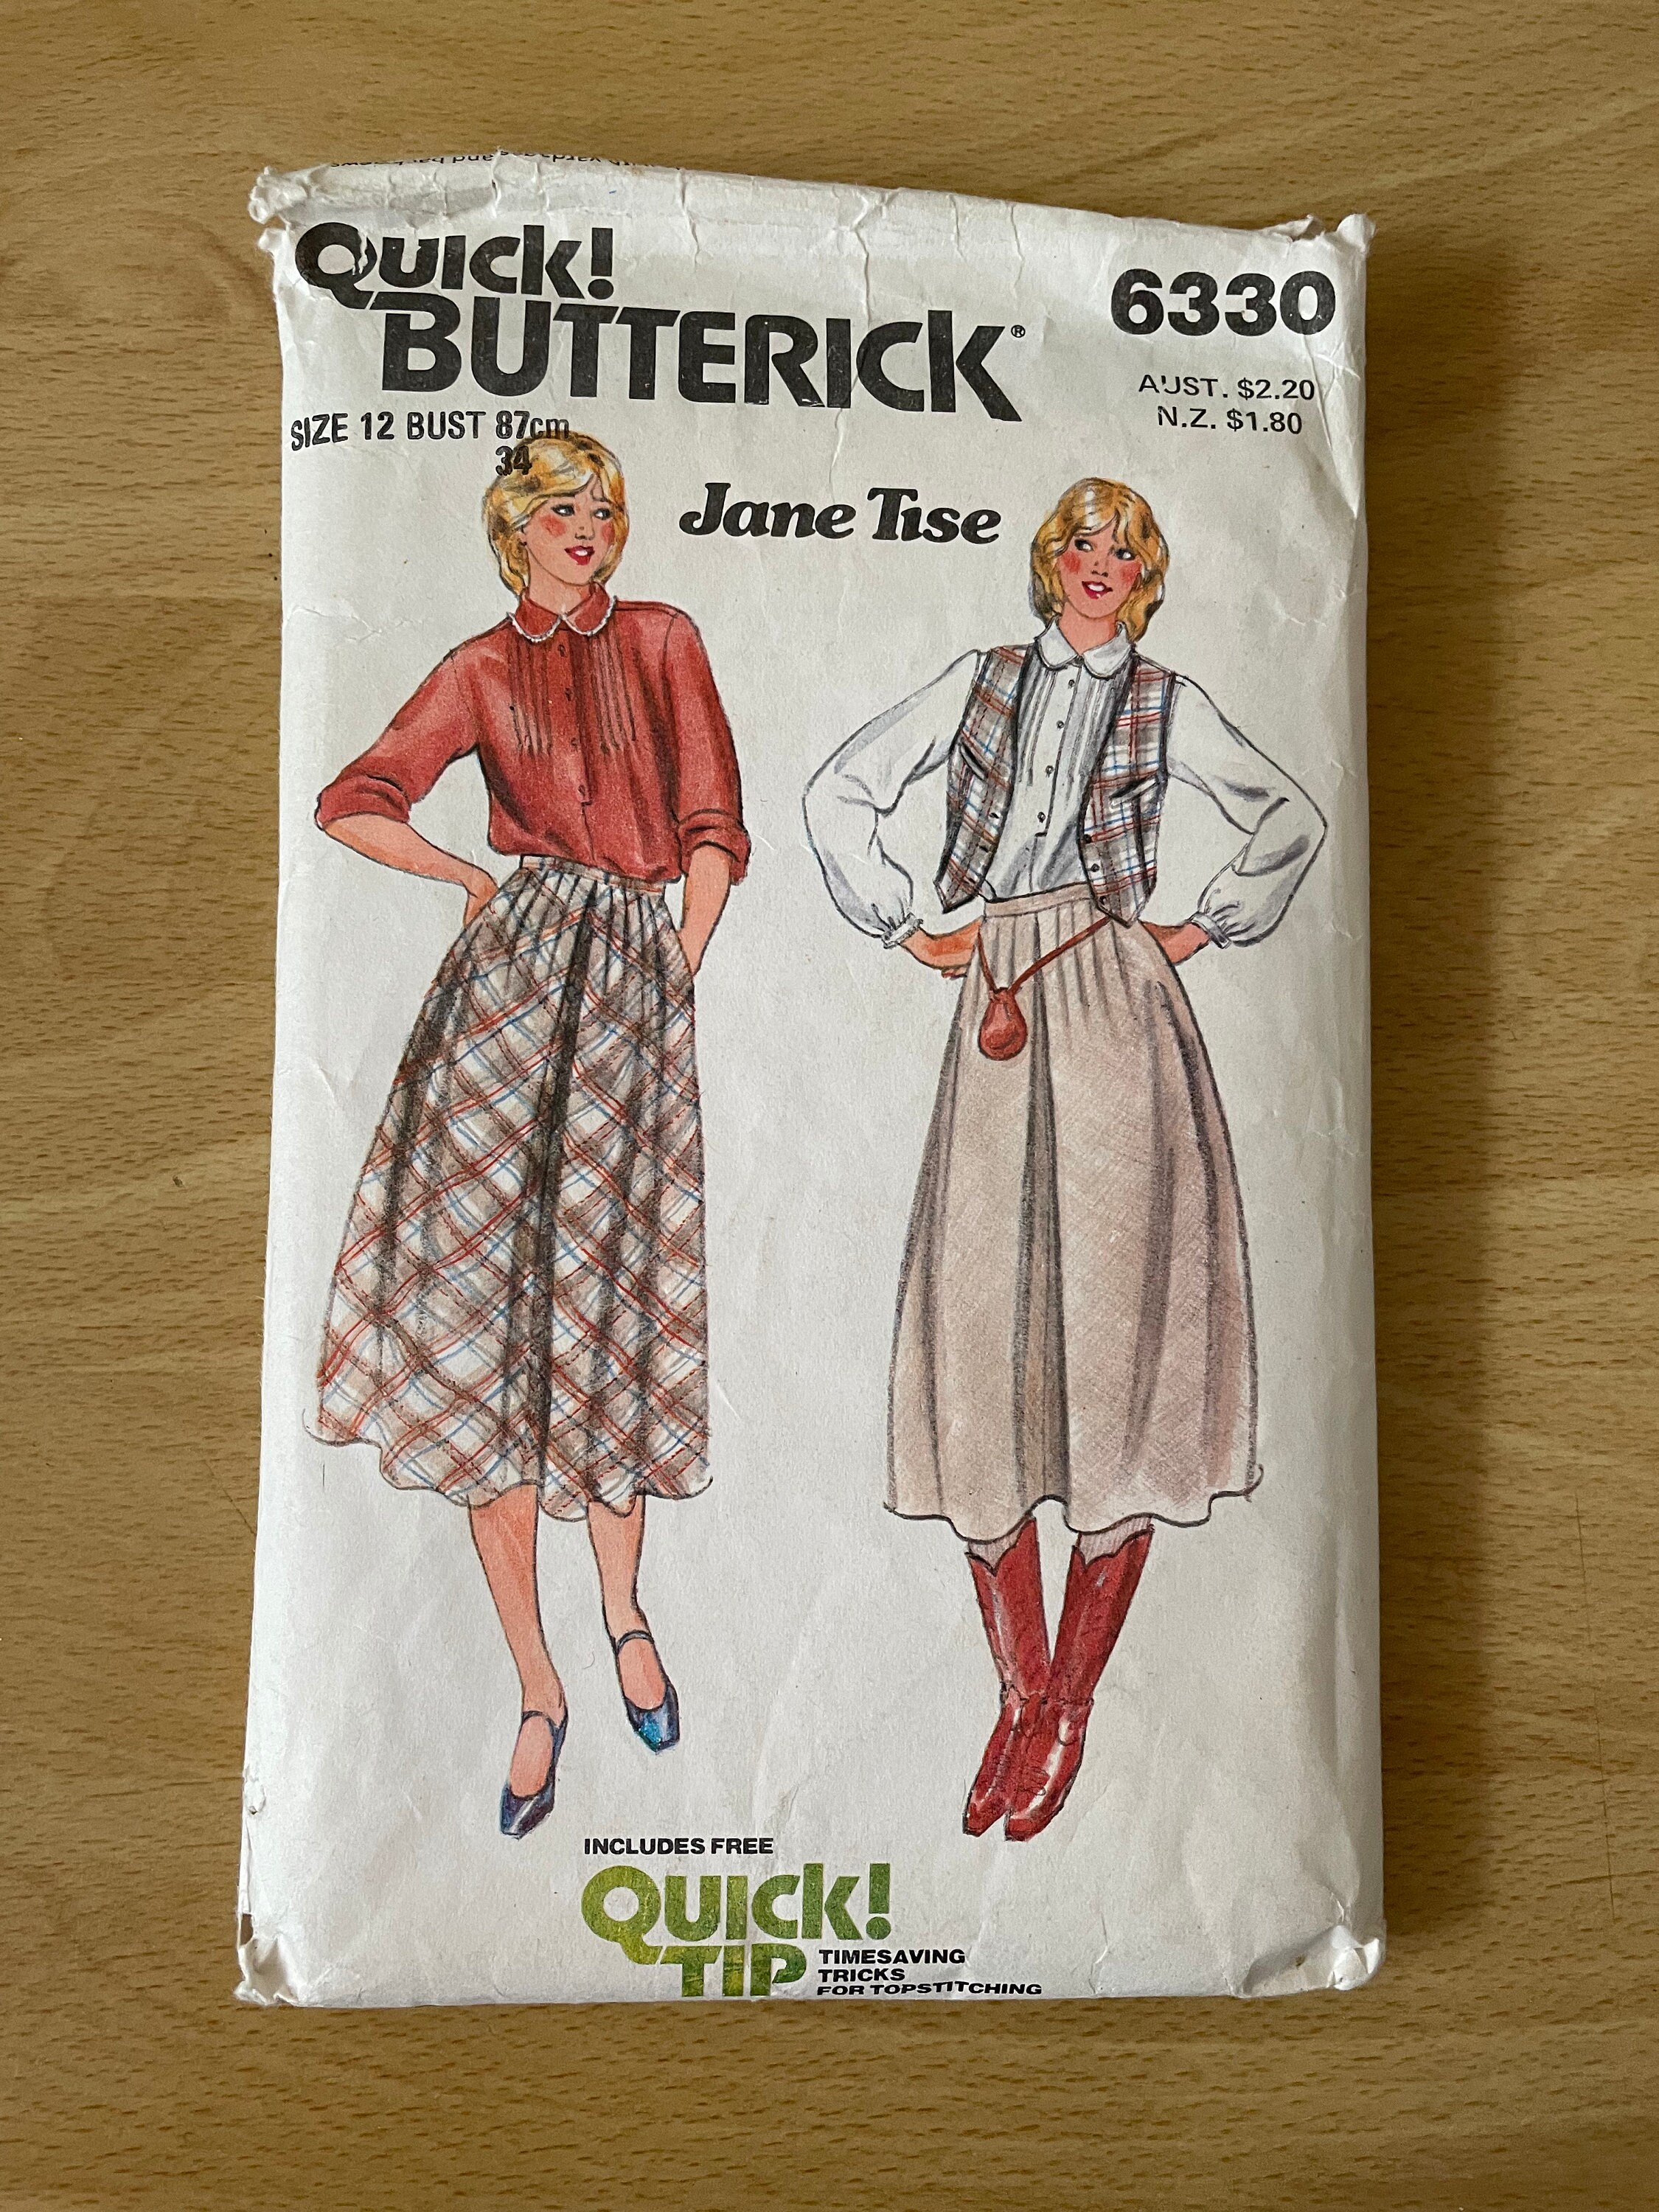 Quick!
BUTTERICK®
6330
AUST. $2.20
N.Z. $1.80
SIZE 12 BUST 87cm
34
Jane Tise
INCLUDES FREE
Quick!
TIP
TIMESAVING
TRICKS
FOR TOPSTITCHING